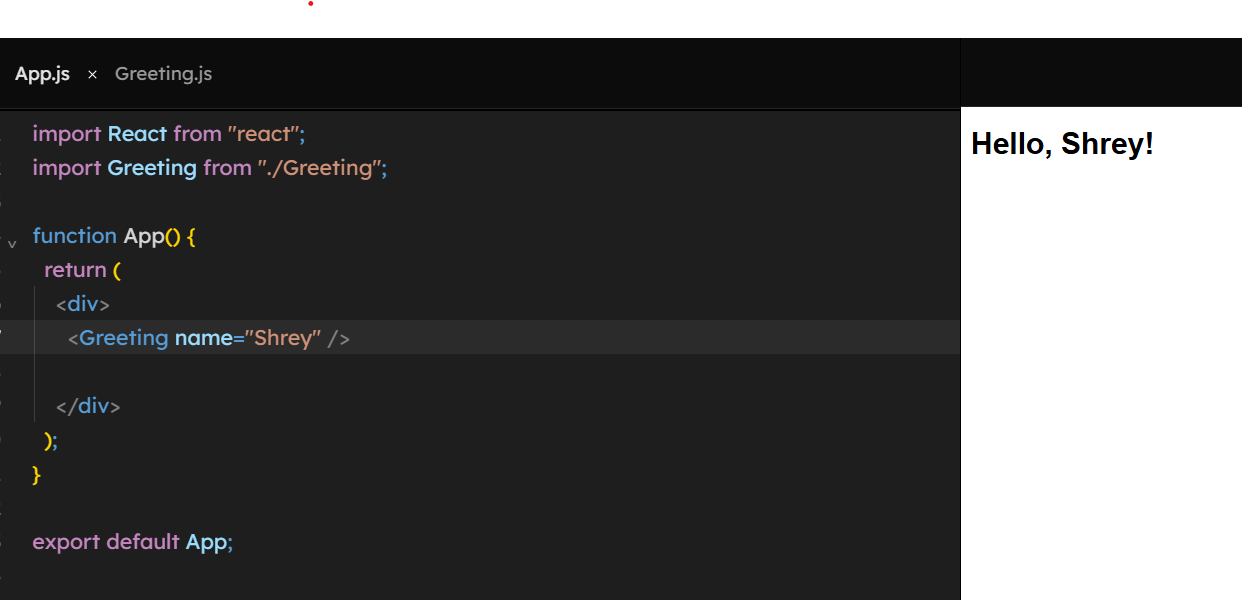 App.js × Greeting.js
import React from "react";
import Greeting from "./Greeting";
function App() {
return (
<div>
<Greeting name="Shrey" />
</div>
);
}
export default App;
Hello, Shrey!